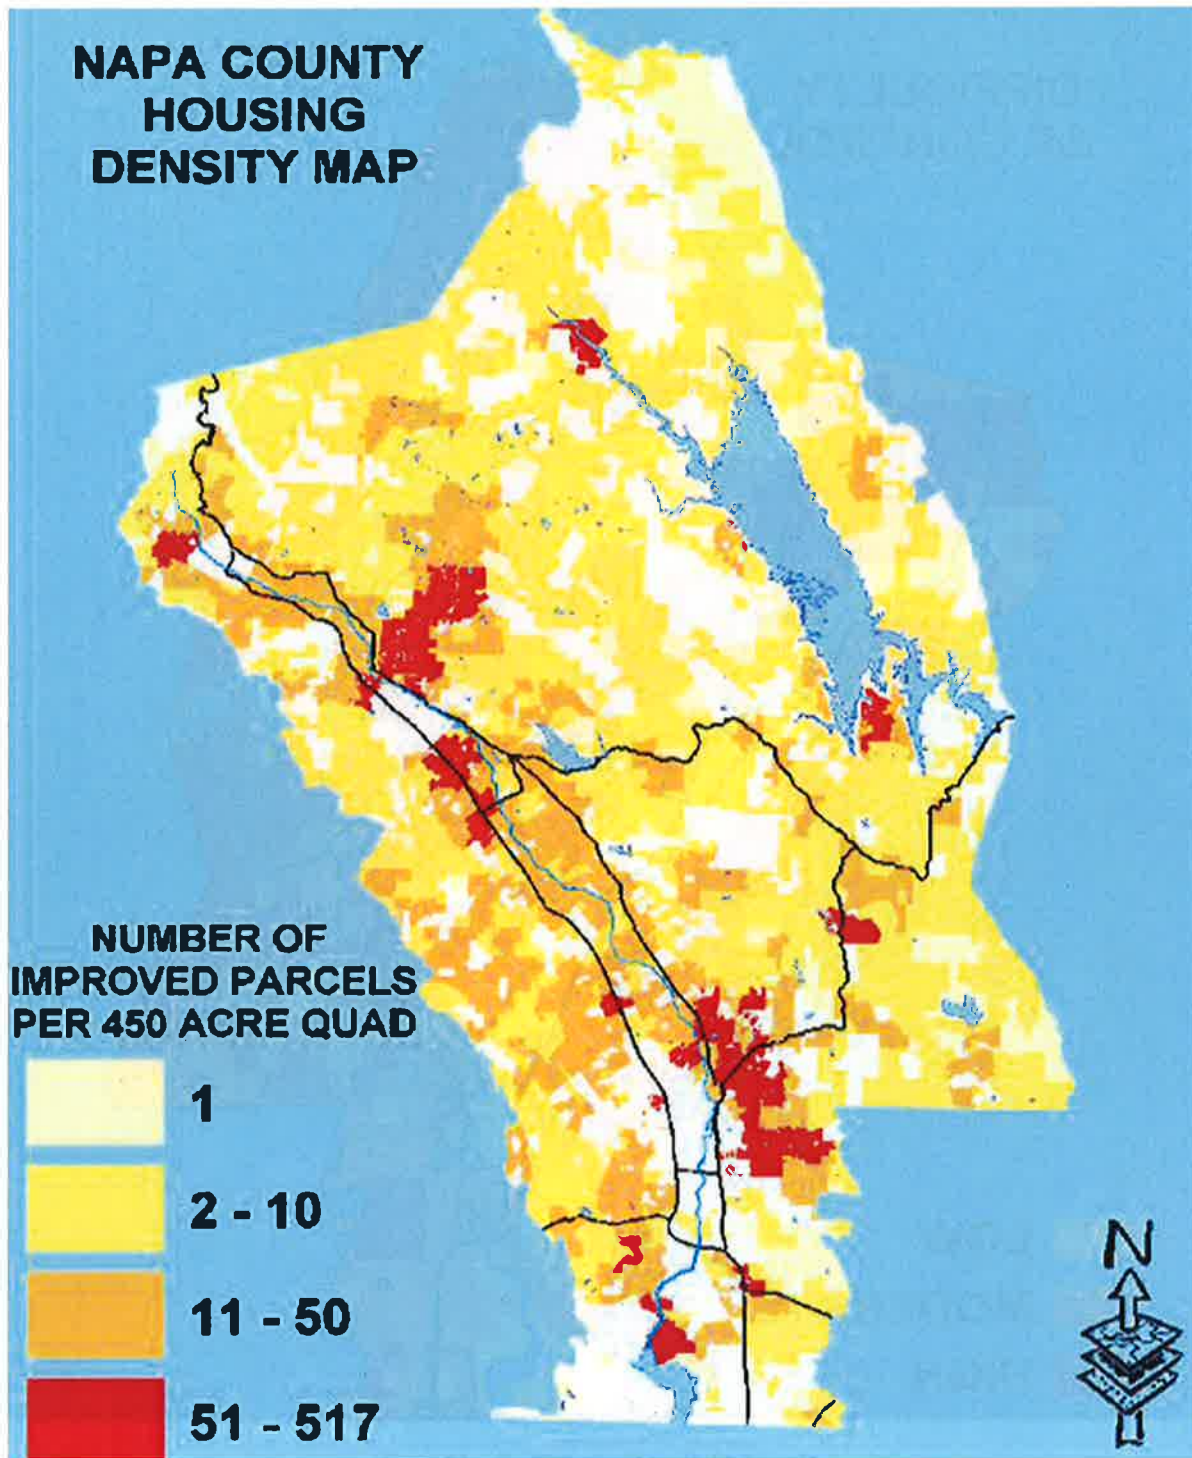 NAPA COUNTY
HOUSING
DENSITY MAP
NUMBER OF
IMPROVED PARCELS
PER 450 ACRE QUAD
1
2 - 10
11 - 50
51 - 517
N